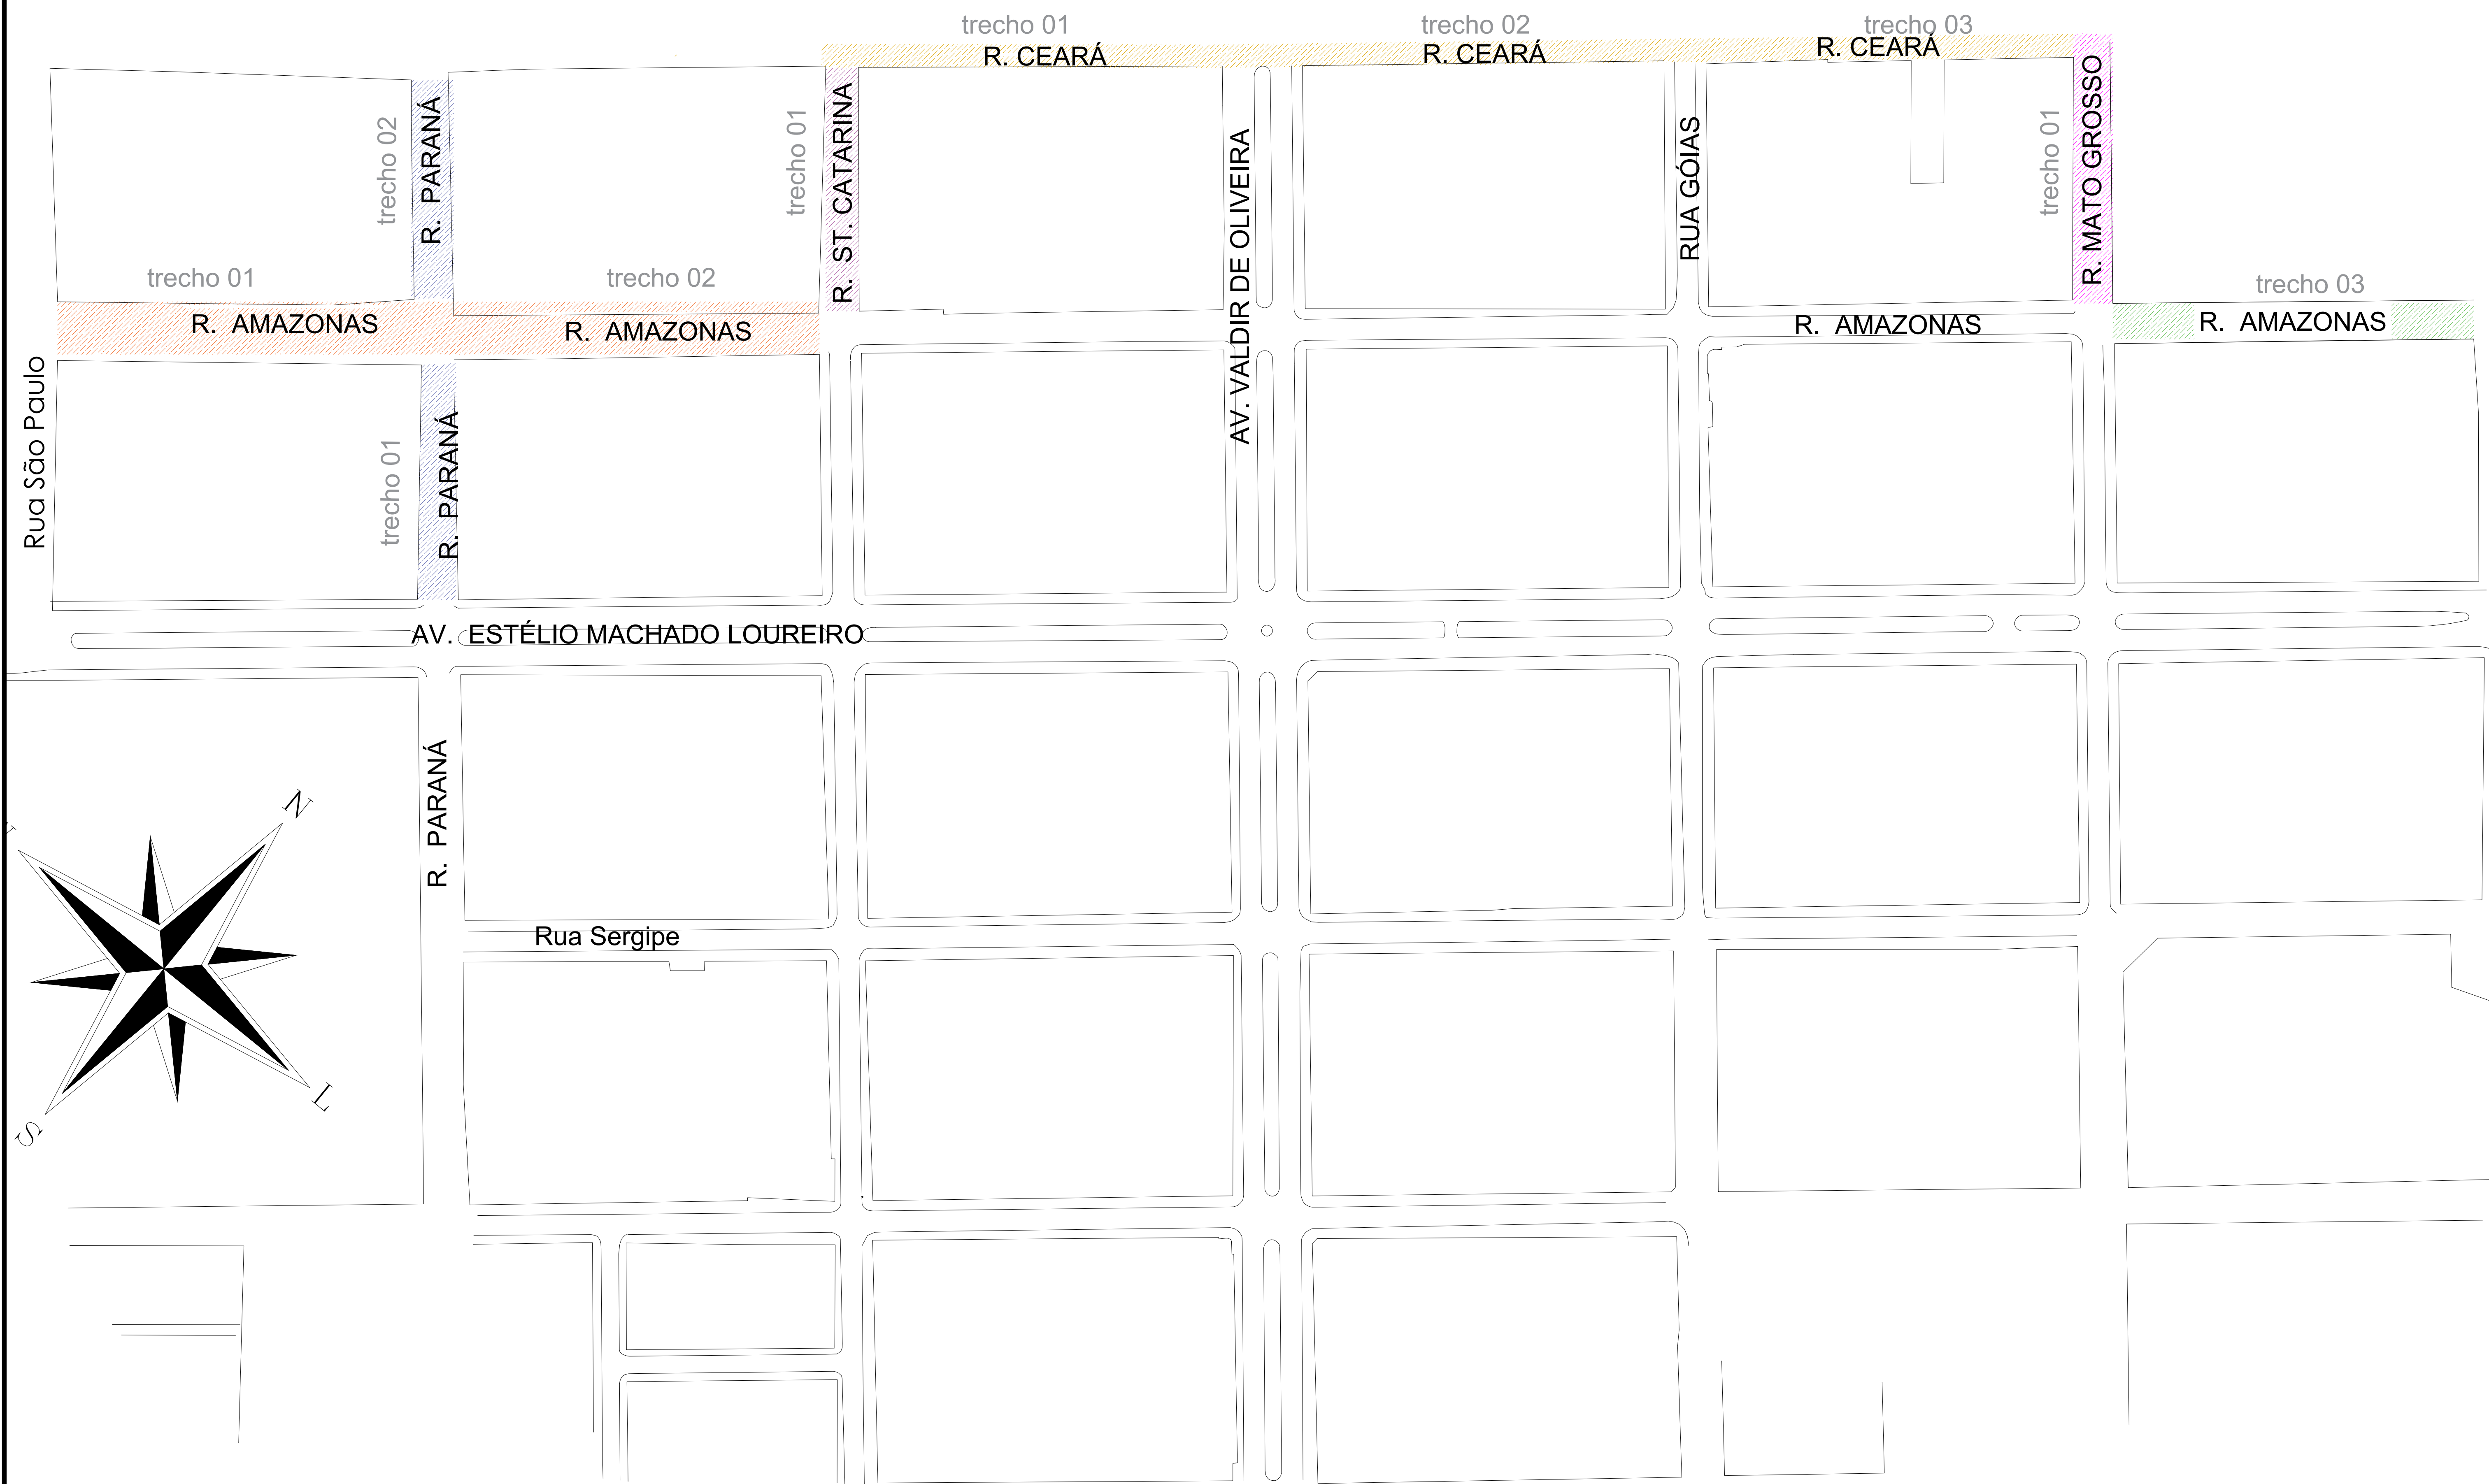 trecho 01
trecho 02
trecho 03
R. CEARÁ
R. CEARÁ
R. CEARÁ
trecho 02
R. PARANÁ
trecho 01
R. ST. CATARINA
AV. VALDIR DE OLIVEIRA
RUA GÓIAS
trecho 01
R. MATO GROSSO
trecho 01
trecho 02
trecho 03
R. AMAZONAS
R. AMAZONAS
R. AMAZONAS
R. AMAZONAS
Rua São Paulo
trecho 01
R. PARANÁ
AV. ESTÉLIO MACHADO LOUREIRO
R. PARANÁ
Rua Sergipe
N
L
S